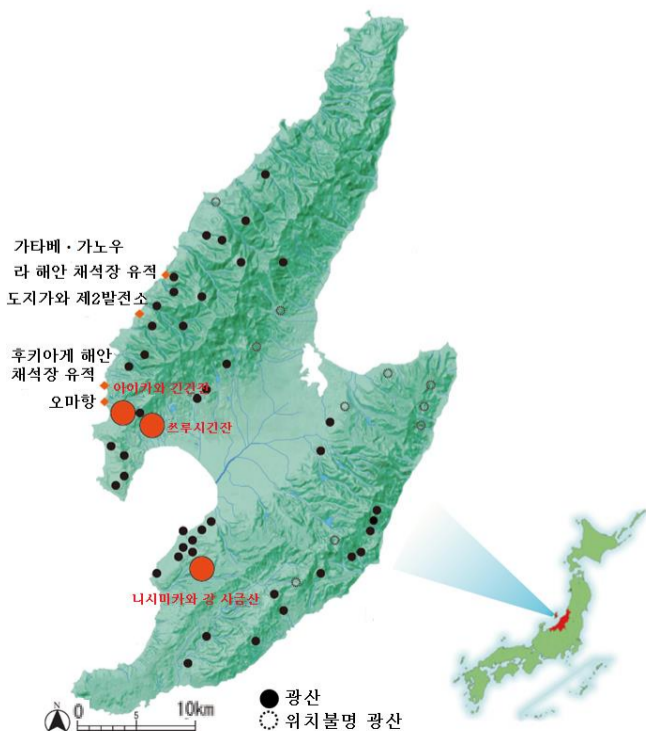 가타베・가노우
라 해안 채석장 유적
도지가와 제2발전소
후키아게 해안
채석장 유적
아이카와 긴긴잔
오마항
쯔루시긴잔
니시미카와 강 사금산
0 5 10km
N
광산
위치불명 광산